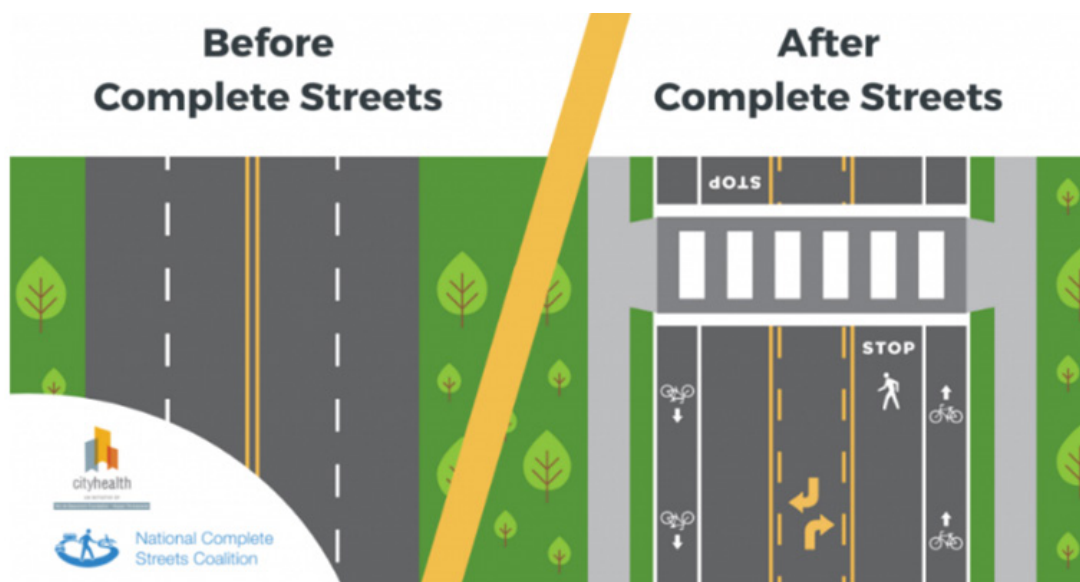 Before
Complete Streets
After
Complete Streets
STOP
STOP
cityhealth
National Complete
Streets Coalition